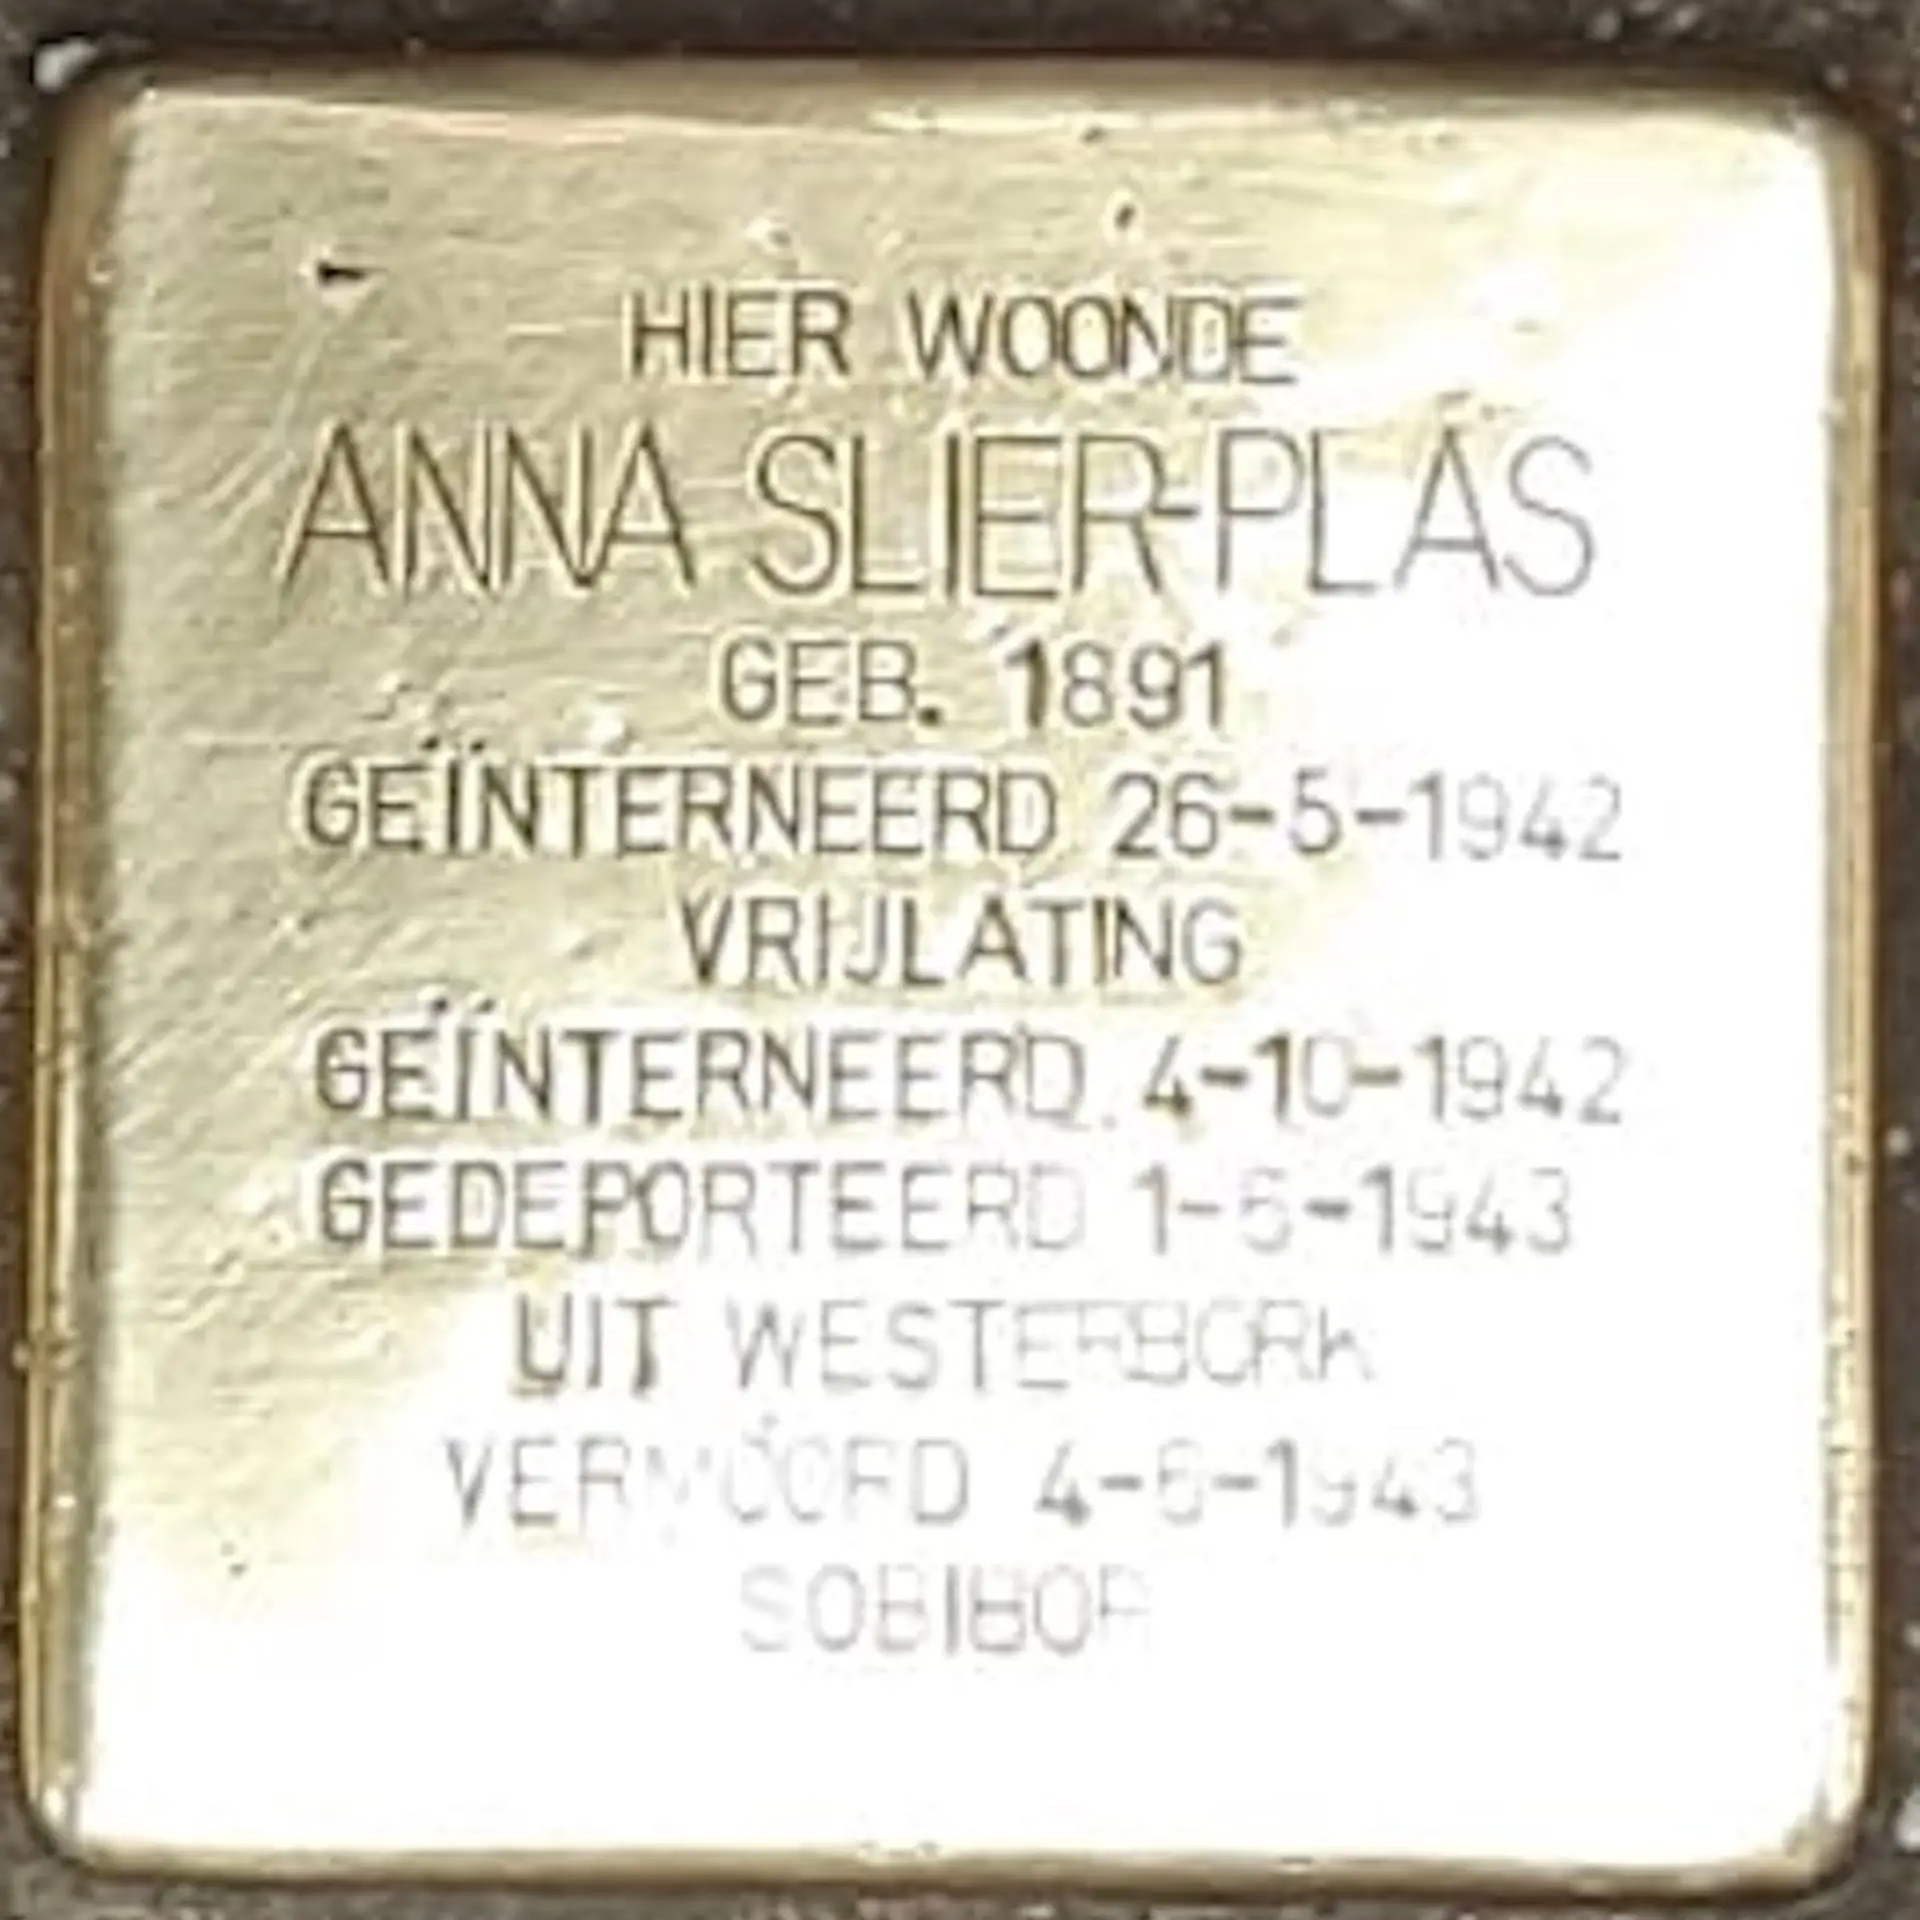 HIER WOONDE
ANNA SLIER-PLAS
GEB. 1891
GEÏNTERNEERD 26-5-1942
VRIJLATING
GEÏNTERNEERD 4-10-1942
GEDEPORTEERD 1-6-1943
UIT WESTERBORK
VERMOORD 4-6-1943
SOBIBOR